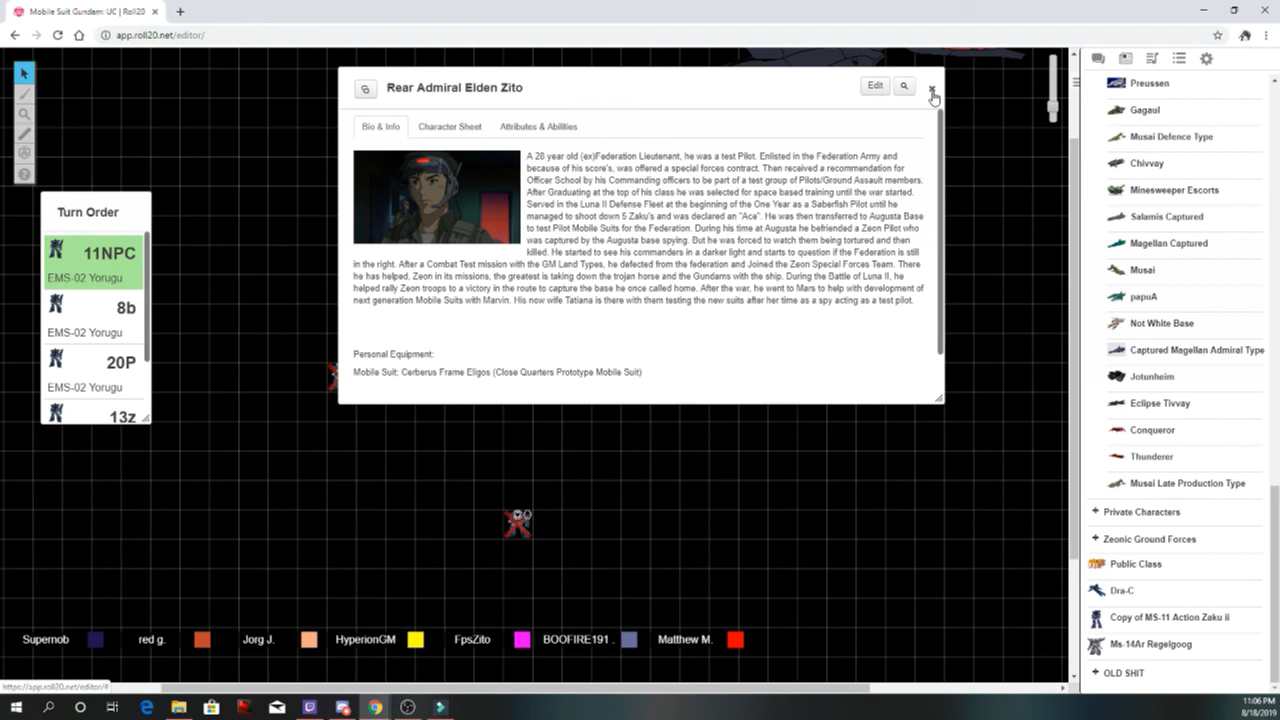 Mobile Suit Gundam: UC | Roll20
app.roll20.net/editor/
Rear Admiral Elden Zito
Edit
Bio & Info
Character Sheet
Attributes & Abilities
A 28 year old (ex)Federation Lieutenant, he was a test Pilot. Enlisted in the Federation Army and
because of his score's, was offered a special forces contract. Then received a recommendation for
Officer School by his Commanding officers to be part of a test group of Pilots/Ground Assault members.
After Graduating at the top of his class he was selected for space based training until the war started.
Served in the Luna II Defense Fleet at the beginning of the One Year as a Saberfish Pilot until he
managed to shoot down 5 Zaku's and was declared an "Ace". He was then transferred to Augusta Base
to test Pilot Mobile Suits for the Federation. During his time at Augusta he befriended a Zeon Pilot who
was captured by the Augusta base spying. But he was forced to watch them being tortured and then
killed. He started to see his commanders in a darker light and starts to question if the Federation is still
in the right. After a Combat Test mission with the GM Land Types, he defected from the federation and Joined the Zeon Special Forces Team. There
he has helped, Zeon in its missions, the greatest is taking down the trojan horse and the Gundams with the ship. During the Battle of Luna II, he
helped rally Zeon troops to a victory in the route to capture the base he once called home. After the war, he went to Mars to help with development of
next generation Mobile Suits with Marvin. His now wife Tatiana is there with them testing the new suits after her time as a spy acting as a test pilot.
Personal Equipment:
Mobile Suit: Cerberus Frame Eligos (Close Quarters Prototype Mobile Suit)
Turn Order
11NPC
EMS-02 Yorugu
8b
EMS-02 Yorugu
20P
EMS-02 Yorugu
13z
Preussen
Gagaul
Musai Defence Type
Chivvay
Minesweeper Escorts
Salamis Captured
Magellan Captured
Musai
papuA
Not White Base
Captured Magellan Admiral Type
Jotunheim
Eclipse Tivvay
Conqueror
Thunderer
Musai Late Production Type
Private Characters
Zeonic Ground Forces
Public Class
Dra-C
Copy of MS-11 Action Zaku ii
Ms-14Ar Regelgoog
OLD SHIT
Supernob
red g.
Jorg J.
HyperionGM
FpsZito
BOOFIRE191 .
Matthew M.
https://app.roll20.net/editor/#
11:06 PM
8/18/2019